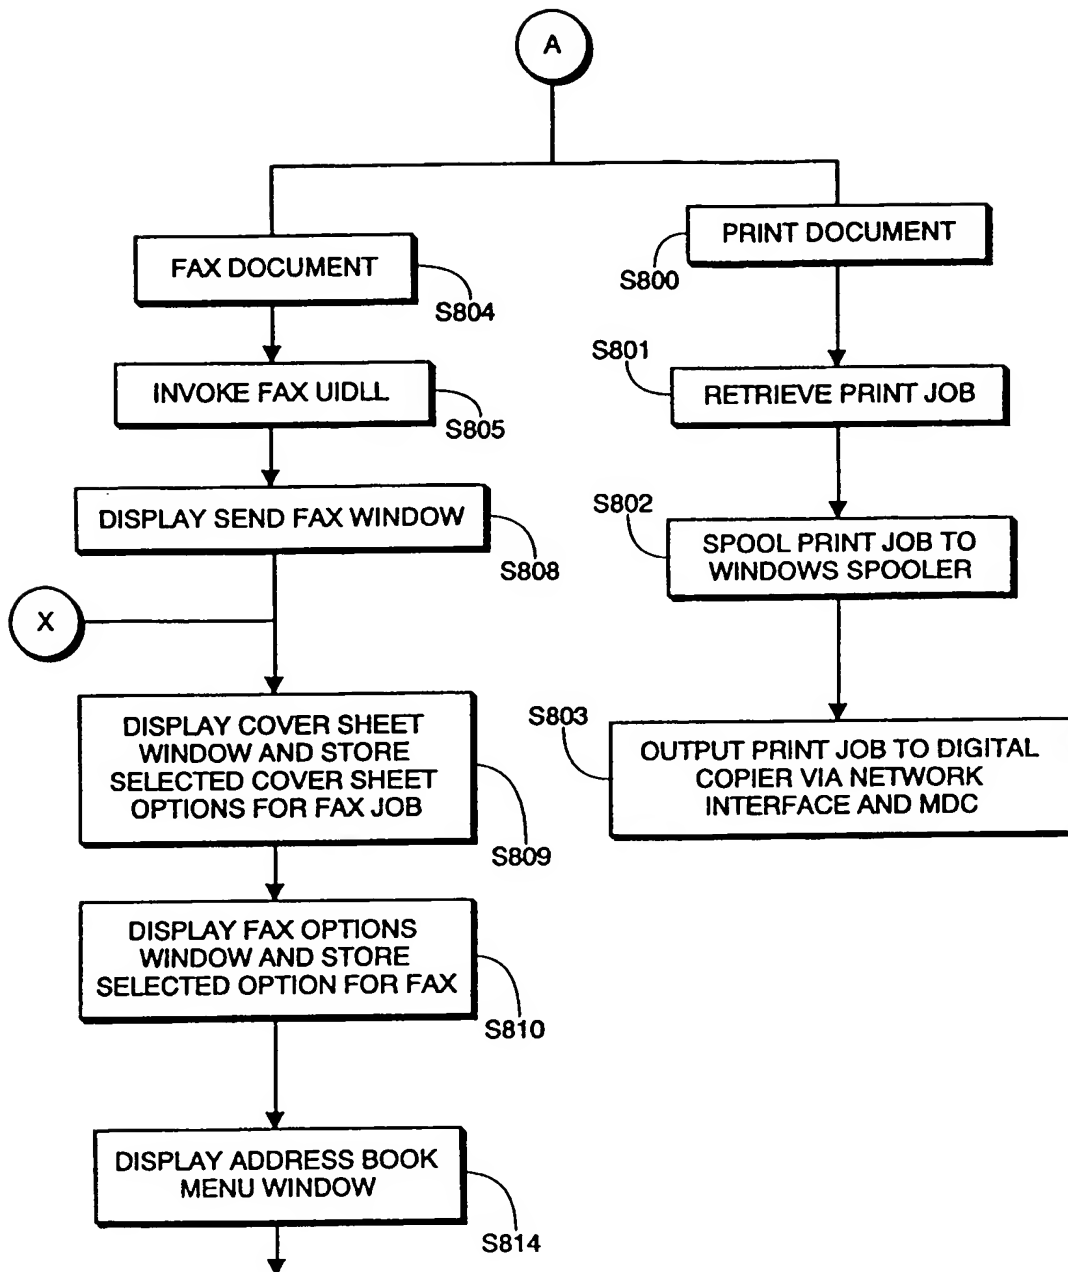 A
FAX DOCUMENT
S804
INVOKE FAX UIDLL
S805
DISPLAY SEND FAX WINDOW
S808
X
DISPLAY COVER SHEET
WINDOW AND STORE
SELECTED COVER SHEET
OPTIONS FOR FAX JOB
S809
DISPLAY FAX OPTIONS
WINDOW AND STORE
SELECTED OPTION FOR FAX
S810
DISPLAY ADDRESS BOOK
MENU WINDOW
S814
PRINT DOCUMENT
S800
S801
RETRIEVE PRINT JOB
S802
SPOOL PRINT JOB TO
WINDOWS SPOOLER
S803
OUTPUT PRINT JOB TO DIGITAL
COPIER VIA NETWORK
INTERFACE AND MDC